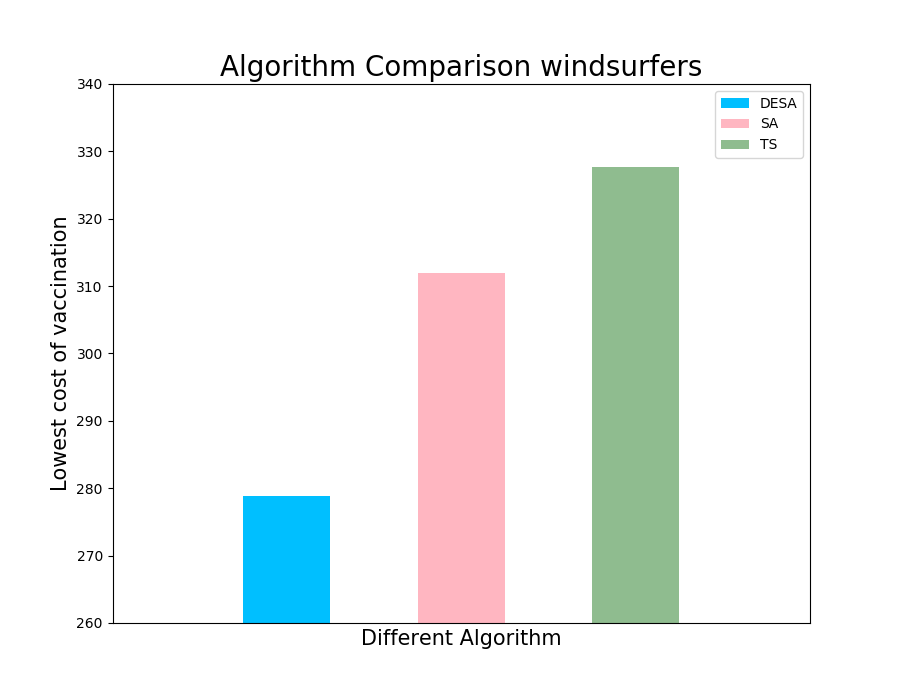 Algorithm Comparison windsurfers
340
330
320
310
300
290
280
270
260
Lowest cost of vaccination
Different Algorithm
DESA
SA
TS